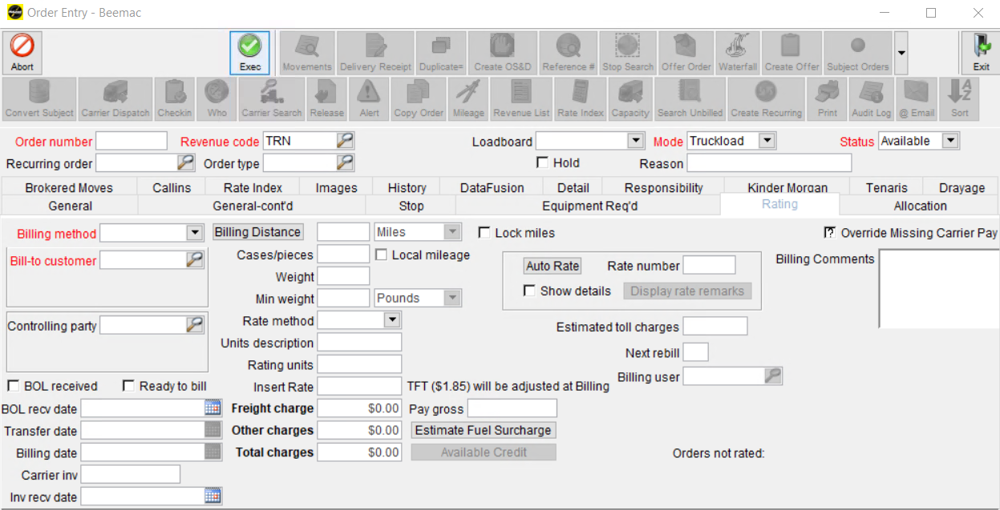 Order Entry - Beemac
Abort Exec Movements Delivery Receipt Duplicate= Create OS&D Reference # Stop Search Offer Order Waterfall Create Offer Subject Orders Exit
Convert Subject Carrier Dispatch Checkin Who Carrier Search Release Alert Copy Order Mileage Revenue List Rate Index Capacity Search Unbilled Create Recurring Print Audit Log @ Email Sort
Order number Revenue code TRN Loadboard Mode Truckload Status Available
Recurring order Order type Hold Reason
Brokered Moves Callins Rate Index Images History DataFusion Detail Responsibility Kinder Morgan Tenaris Drayage
General General-cont'd Stop Equipment Req'd Rating Allocation
Billing method Billing Distance Miles Lock miles ? Override Missing Carrier Pay
Bill-to customer Cases/pieces Local mileage Billing Comments
Auto Rate Rate number
Weight
Show details Display rate remarks
Min weight Pounds
Controlling party Rate method Estimated toll charges
Units description Next rebill
Rating units Billing user
BOL received Ready to bill Insert Rate TFT ($1.85) will be adjusted at Billing
BOL recv date Freight charge $0.00 Pay gross
Transfer date Other charges $0.00 Estimate Fuel Surcharge
Billing date Total charges $0.00 Available Credit Orders not rated:
Carrier inv
Inv recv date